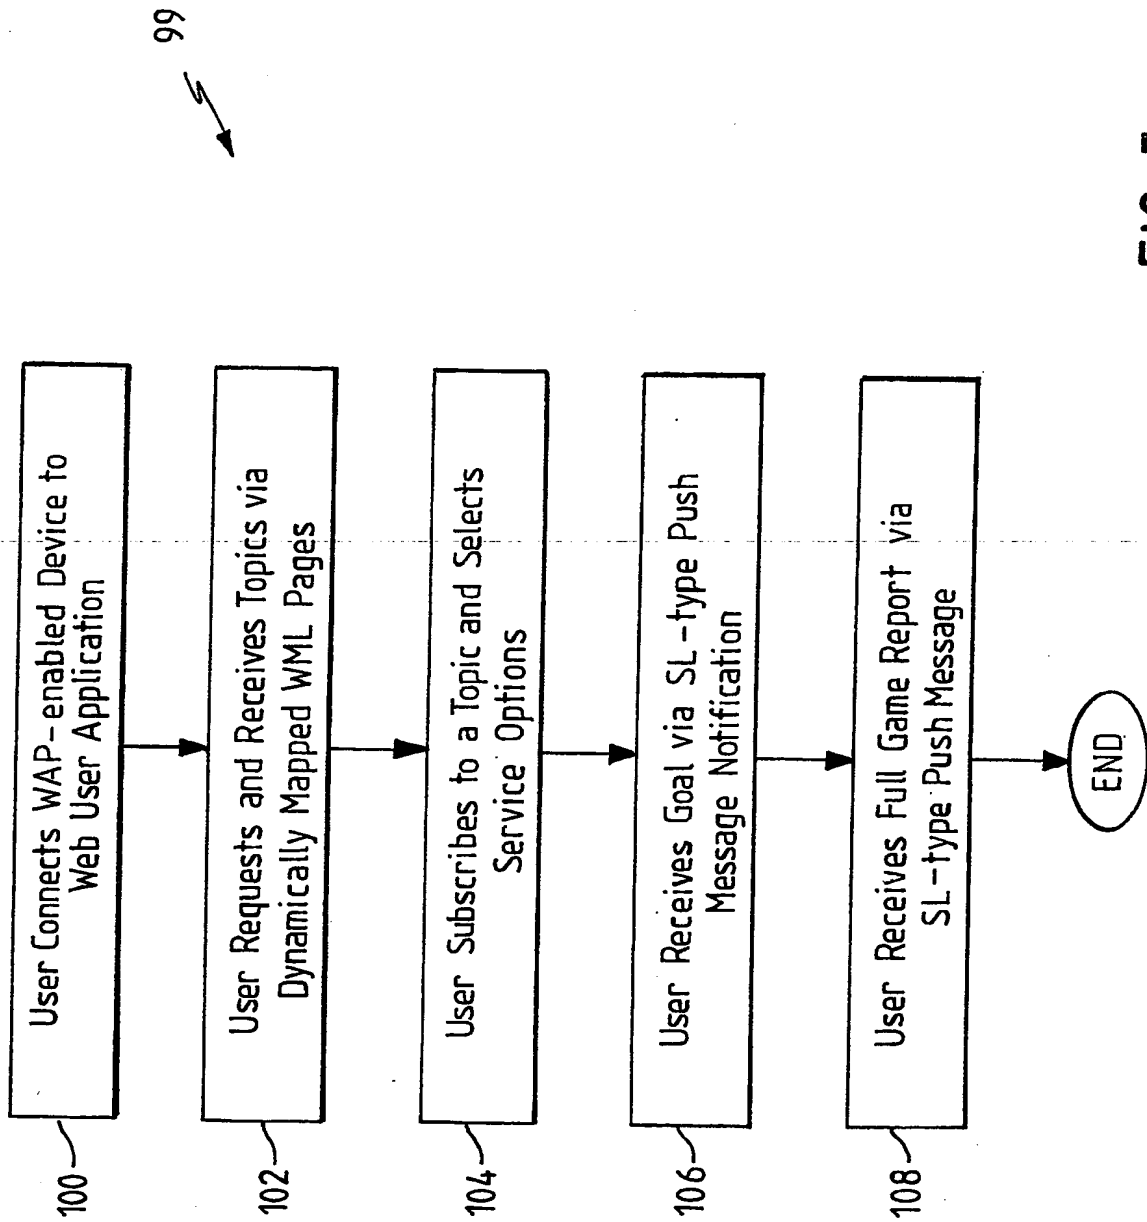 99
100
User Connects WAP-enabled Device to
Web User Application
102
User Requests and Receives Topics via
Dynamically Mapped WML Pages
104
User Subscribes to a Topic and Selects
Service Options
106
User Receives Goal via SL-type Push
Message Notification
108
User Receives Full Game Report via
SL-type Push Message
END